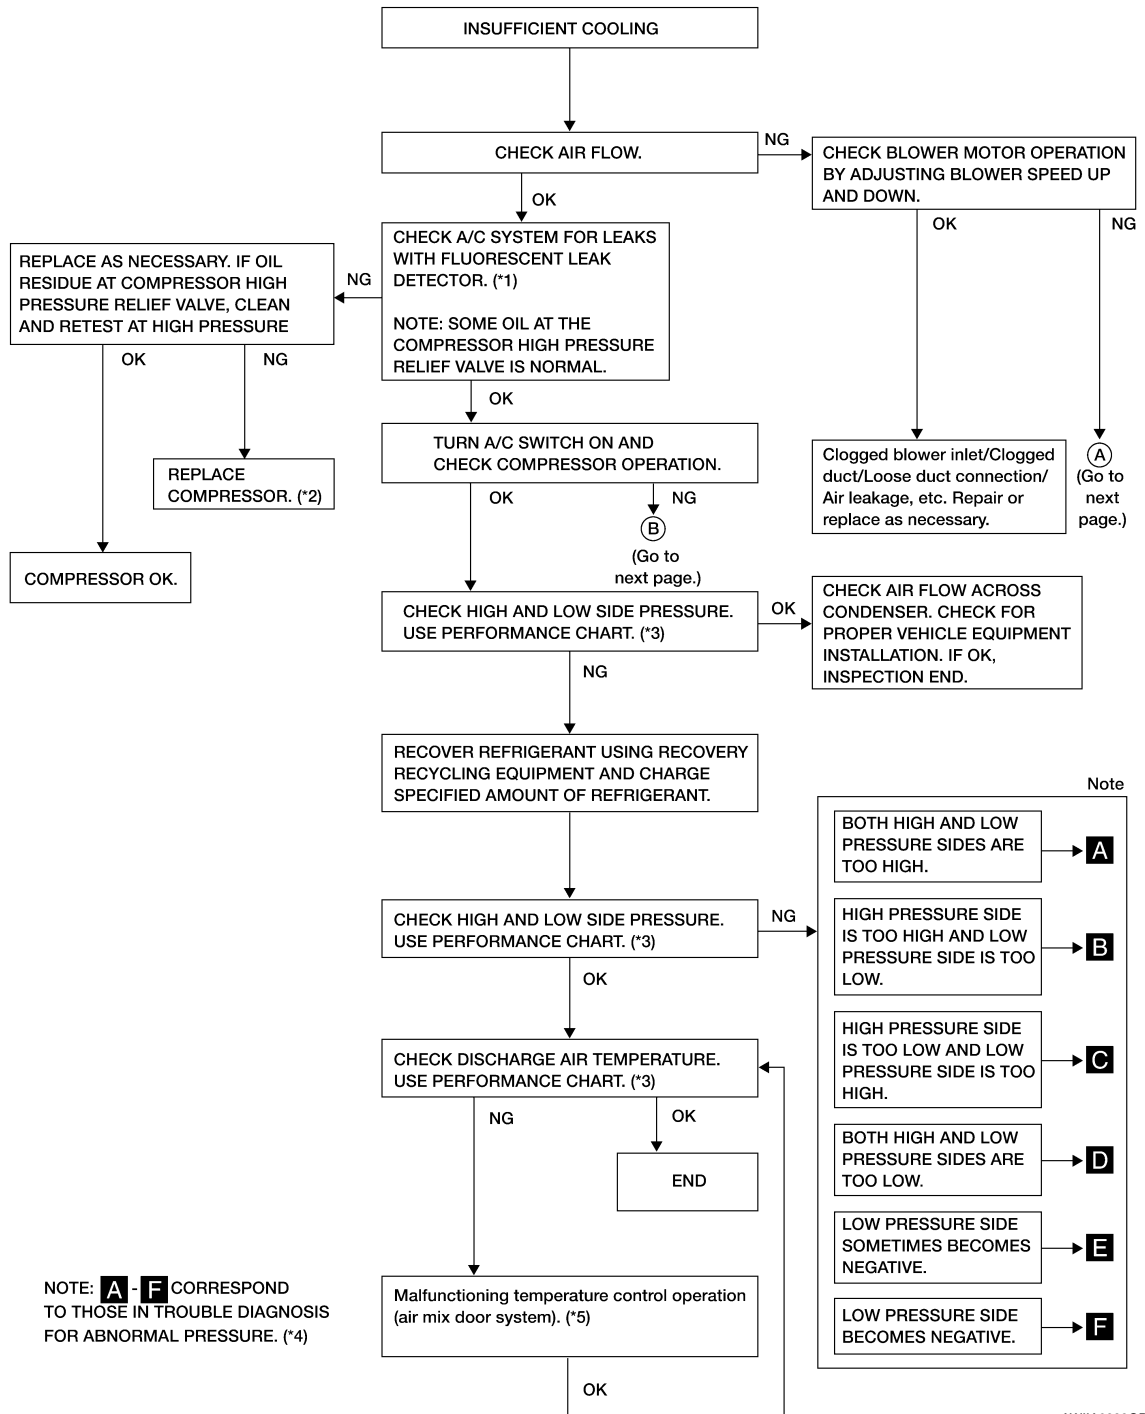 INSUFFICIENT COOLING
CHECK AIR FLOW.
NG
CHECK BLOWER MOTOR OPERATION
BY ADJUSTING BLOWER SPEED UP
AND DOWN.
OK
OK
NG
CHECK A/C SYSTEM FOR LEAKS
WITH FLUORESCENT LEAK
DETECTOR. (*1)
NOTE: SOME OIL AT THE
COMPRESSOR HIGH PRESSURE
RELIEF VALVE IS NORMAL.
NG
REPLACE AS NECESSARY. IF OIL
RESIDUE AT COMPRESSOR HIGH
PRESSURE RELIEF VALVE, CLEAN
AND RETEST AT HIGH PRESSURE
OK
NG
OK
REPLACE
COMPRESSOR. (*2)
COMPRESSOR OK.
TURN A/C SWITCH ON AND
CHECK COMPRESSOR OPERATION.
OK
NG
B
(Go to
next page.)
Clogged blower inlet/Clogged
duct/Loose duct connection/
Air leakage, etc. Repair or
replace as necessary.
A
(Go to
next
page.)
CHECK HIGH AND LOW SIDE PRESSURE.
USE PERFORMANCE CHART. (*3)
OK
CHECK AIR FLOW ACROSS
CONDENSER. CHECK FOR
PROPER VEHICLE EQUIPMENT
INSTALLATION. IF OK,
INSPECTION END.
NG
RECOVER REFRIGERANT USING RECOVERY
RECYCLING EQUIPMENT AND CHARGE
SPECIFIED AMOUNT OF REFRIGERANT.
CHECK HIGH AND LOW SIDE PRESSURE.
USE PERFORMANCE CHART. (*3)
NG
OK
Note
BOTH HIGH AND LOW
PRESSURE SIDES ARE
TOO HIGH.
A
HIGH PRESSURE SIDE
IS TOO HIGH AND LOW
PRESSURE SIDE IS TOO
LOW.
B
HIGH PRESSURE SIDE
IS TOO LOW AND LOW
PRESSURE SIDE IS TOO
HIGH.
C
BOTH HIGH AND LOW
PRESSURE SIDES ARE
TOO LOW.
D
LOW PRESSURE SIDE
SOMETIMES BECOMES
NEGATIVE.
E
LOW PRESSURE SIDE
BECOMES NEGATIVE.
F
CHECK DISCHARGE AIR TEMPERATURE.
USE PERFORMANCE CHART. (*3)
NG
OK
END
Malfunctioning temperature control operation
(air mix door system). (*5)
OK
NOTE: A - F CORRESPOND
TO THOSE IN TROUBLE DIAGNOSIS
FOR ABNORMAL PRESSURE. (*4)